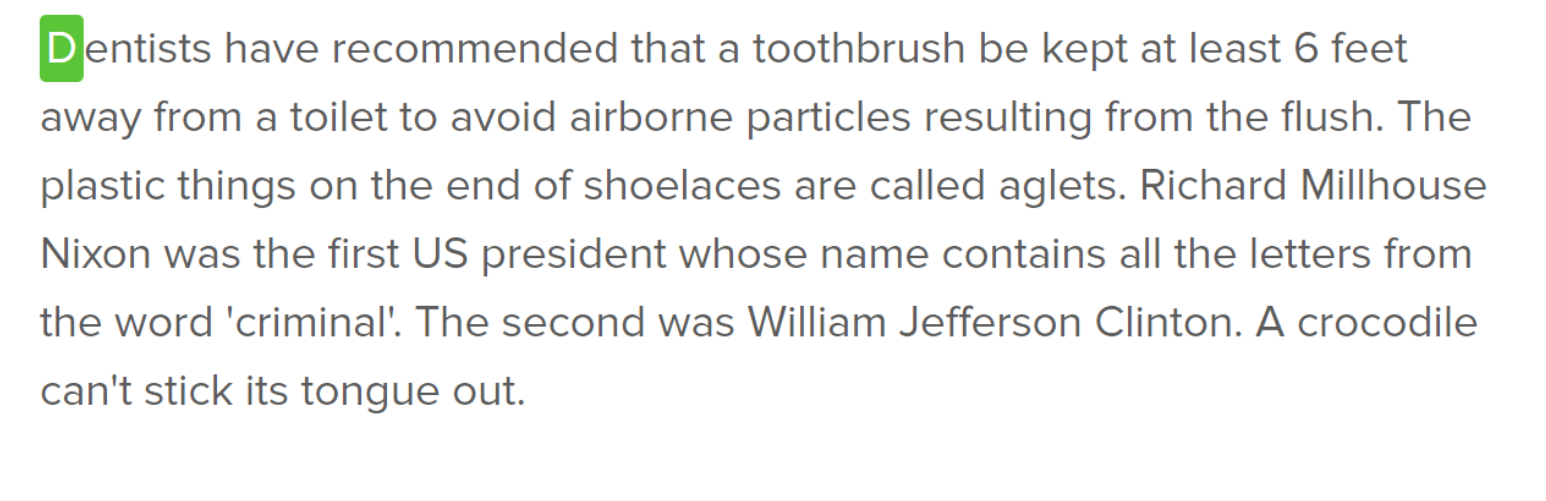 Dentists have recommended that a toothbrush be kept at least 6 feet
away from a toilet to avoid airborne particles resulting from the flush. The
plastic things on the end of shoelaces are called aglets. Richard Millhouse
Nixon was the first US president whose name contains all the letters from
the word 'criminal'. The second was William Jefferson Clinton. A crocodile
can't stick its tongue out.